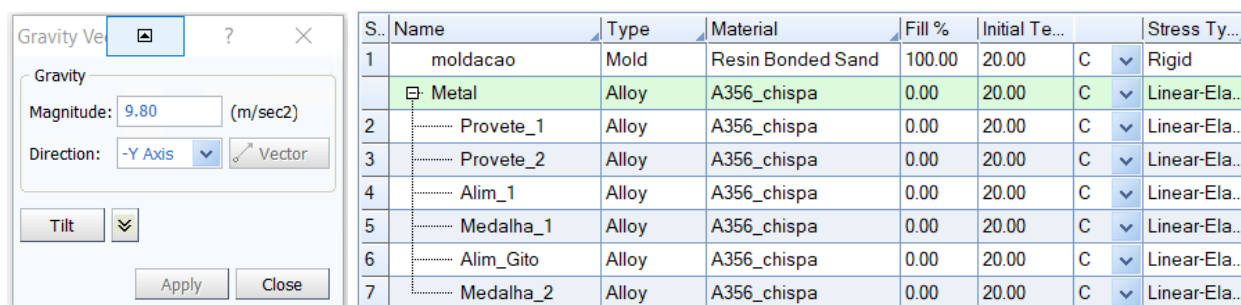 Gravity Vec ? ×
Gravity
Magnitude: 9.80 (m/sec2)
Direction: -Y Axis Vector
Tilt
Apply Close
S.. Name Type Material Fill % Initial Te... Stress Ty...
1 moldacao Mold Resin Bonded Sand 100.00 20.00 C Rigid
Metal Alloy A356_chispa 0.00 20.00 C Linear-Ela...
2 Provete_1 Alloy A356_chispa 0.00 20.00 C Linear-Ela...
3 Provete_2 Alloy A356_chispa 0.00 20.00 C Linear-Ela...
4 Alim_1 Alloy A356_chispa 0.00 20.00 C Linear-Ela...
5 Medalha_1 Alloy A356_chispa 0.00 20.00 C Linear-Ela...
6 Alim_Gito Alloy A356_chispa 0.00 20.00 C Linear-Ela...
7 Medalha_2 Alloy A356_chispa 0.00 20.00 C Linear-Ela...